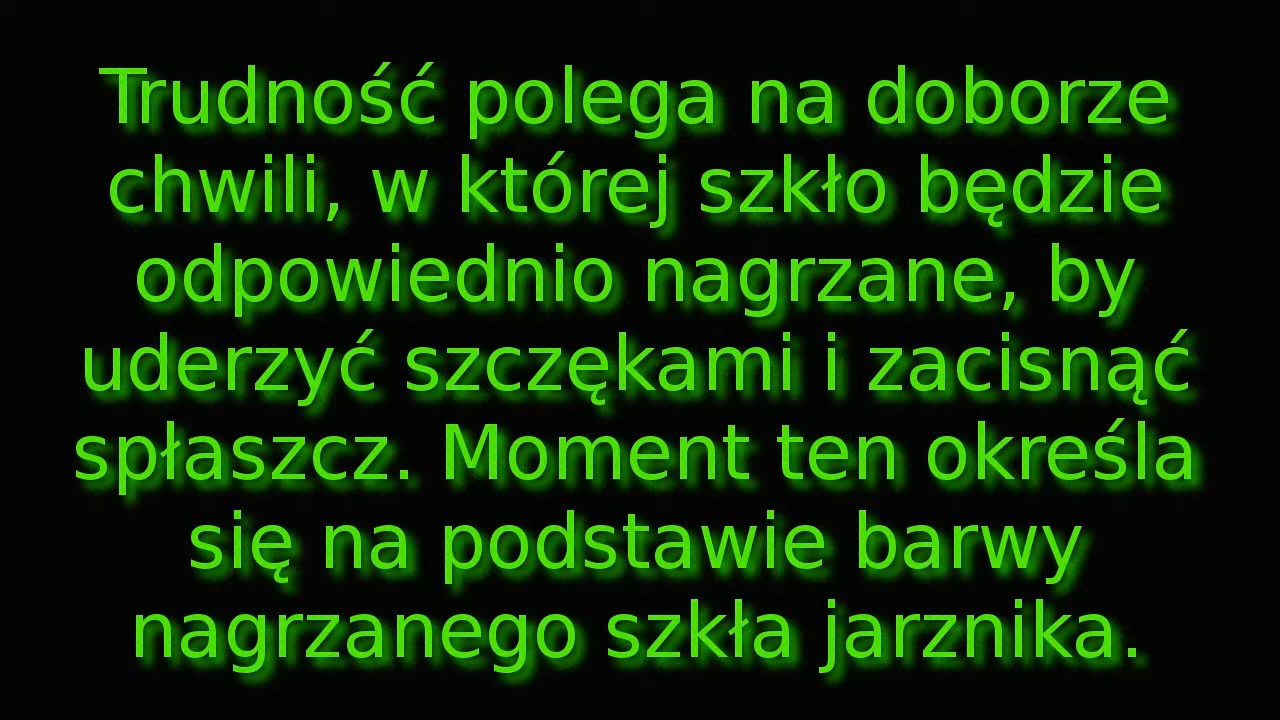 Trudność polega na doborze
chwili, w której szkło będzie
odpowiednio nagrzane, by
uderzyć szczękami i zacisnąć
spłaszcz. Moment ten określa
się na podstawie barwy
nagrzanego szkła jarznika.